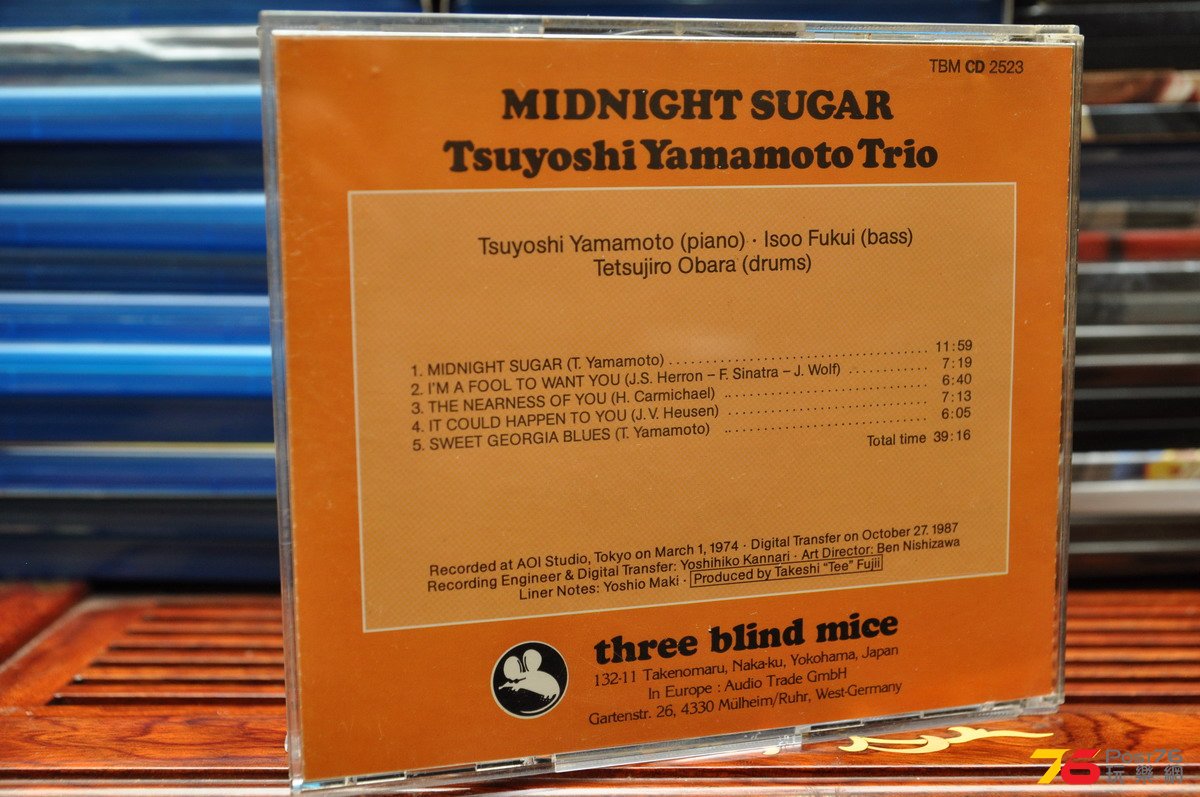 TBM CD 2523
MIDNIGHT SUGAR
Tsuyoshi Yamamoto Trio
Tsuyoshi Yamamoto (piano) · Isoo Fukui (bass)
Tetsujiro Obara (drums)
1. MIDNIGHT SUGAR (T. Yamamoto) 11:59
2. I'M A FOOL TO WANT YOU (J.S. Herron – F. Sinatra – J. Wolf) 7:19
3. THE NEARNESS OF YOU (H. Carmichael) 6:40
4. IT COULD HAPPEN TO YOU (J.V. Heusen) 7:13
5. SWEET GEORGIA BLUES (T. Yamamoto) 6:05
Total time 39:16
Recorded at AOI Studio, Tokyo on March 1, 1974 · Digital Transfer on October 27. 1987
Recording Engineer & Digital Transfer: Yoshihiko Kannari · Art Director: Ben Nishizawa
Liner Notes: Yoshio Maki · Produced by Takeshi "Tee" Fujii
three blind mice
132-11 Takenomaru, Naka-ku, Yokohama, Japan
In Europe : Audio Trade GmbH
Gartenstr. 26, 4330 Mülheim/Ruhr, West-Germany
76 Post76
玩樂網